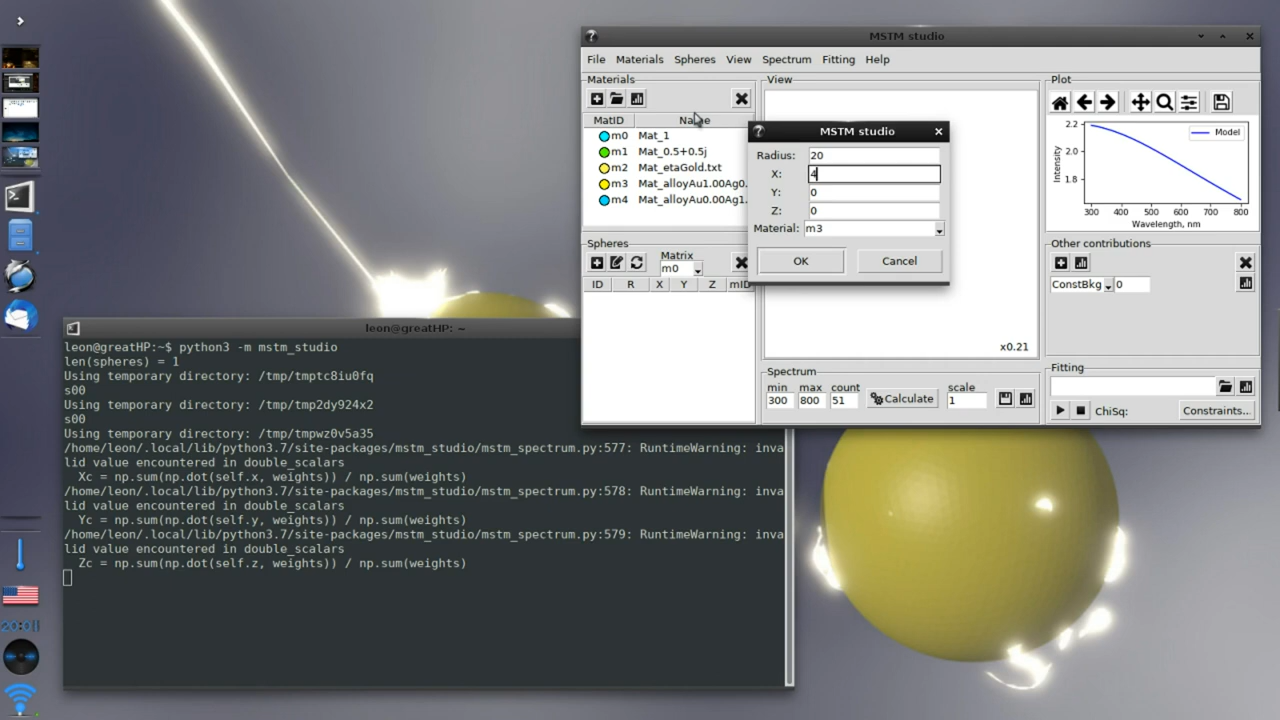 MSTM studio
File Materials Spheres View Spectrum Fitting Help
Materials
MatID Name
m0 Mat_1
m1 Mat_0.5+0.5j
m2 Mat_etaGold.txt
m3 Mat_alloyAu1.00Ag0.
m4 Mat_alloyAu0.00Ag1.
Spheres
Matrix
m0
ID R X Y Z mID
View
x0.21
MSTM studio
Radius: 20
X: 4
Y: 0
Z: 0
Material: m3
OK Cancel
Spectrum
min max count scale
300 800 51 Calculate 1
Plot
2.2
2.0
1.8
Intensity
Model
300 400 500 600 700 800
Wavelength, nm
Other contributions
ConstBkg 0
Fitting
ChiSq: Constraints...
leon@greatHP: ~
leon@greatHP:~$ python3 -m mstm_studio
len(spheres) = 1
Using temporary directory: /tmp/tmptc8iu0fq
s00
Using temporary directory: /tmp/tmp2dy924x2
s00
Using temporary directory: /tmp/tmpwz0v5a35
/home/leon/.local/lib/python3.7/site-packages/mstm_studio/mstm_spectrum.py:577: RuntimeWarning: inva
lid value encountered in double_scalars
Xc = np.sum(np.dot(self.x, weights)) / np.sum(weights)
/home/leon/.local/lib/python3.7/site-packages/mstm_studio/mstm_spectrum.py:578: RuntimeWarning: inva
lid value encountered in double_scalars
Yc = np.sum(np.dot(self.y, weights)) / np.sum(weights)
/home/leon/.local/lib/python3.7/site-packages/mstm_studio/mstm_spectrum.py:579: RuntimeWarning: inva
lid value encountered in double_scalars
Zc = np.sum(np.dot(self.z, weights)) / np.sum(weights)